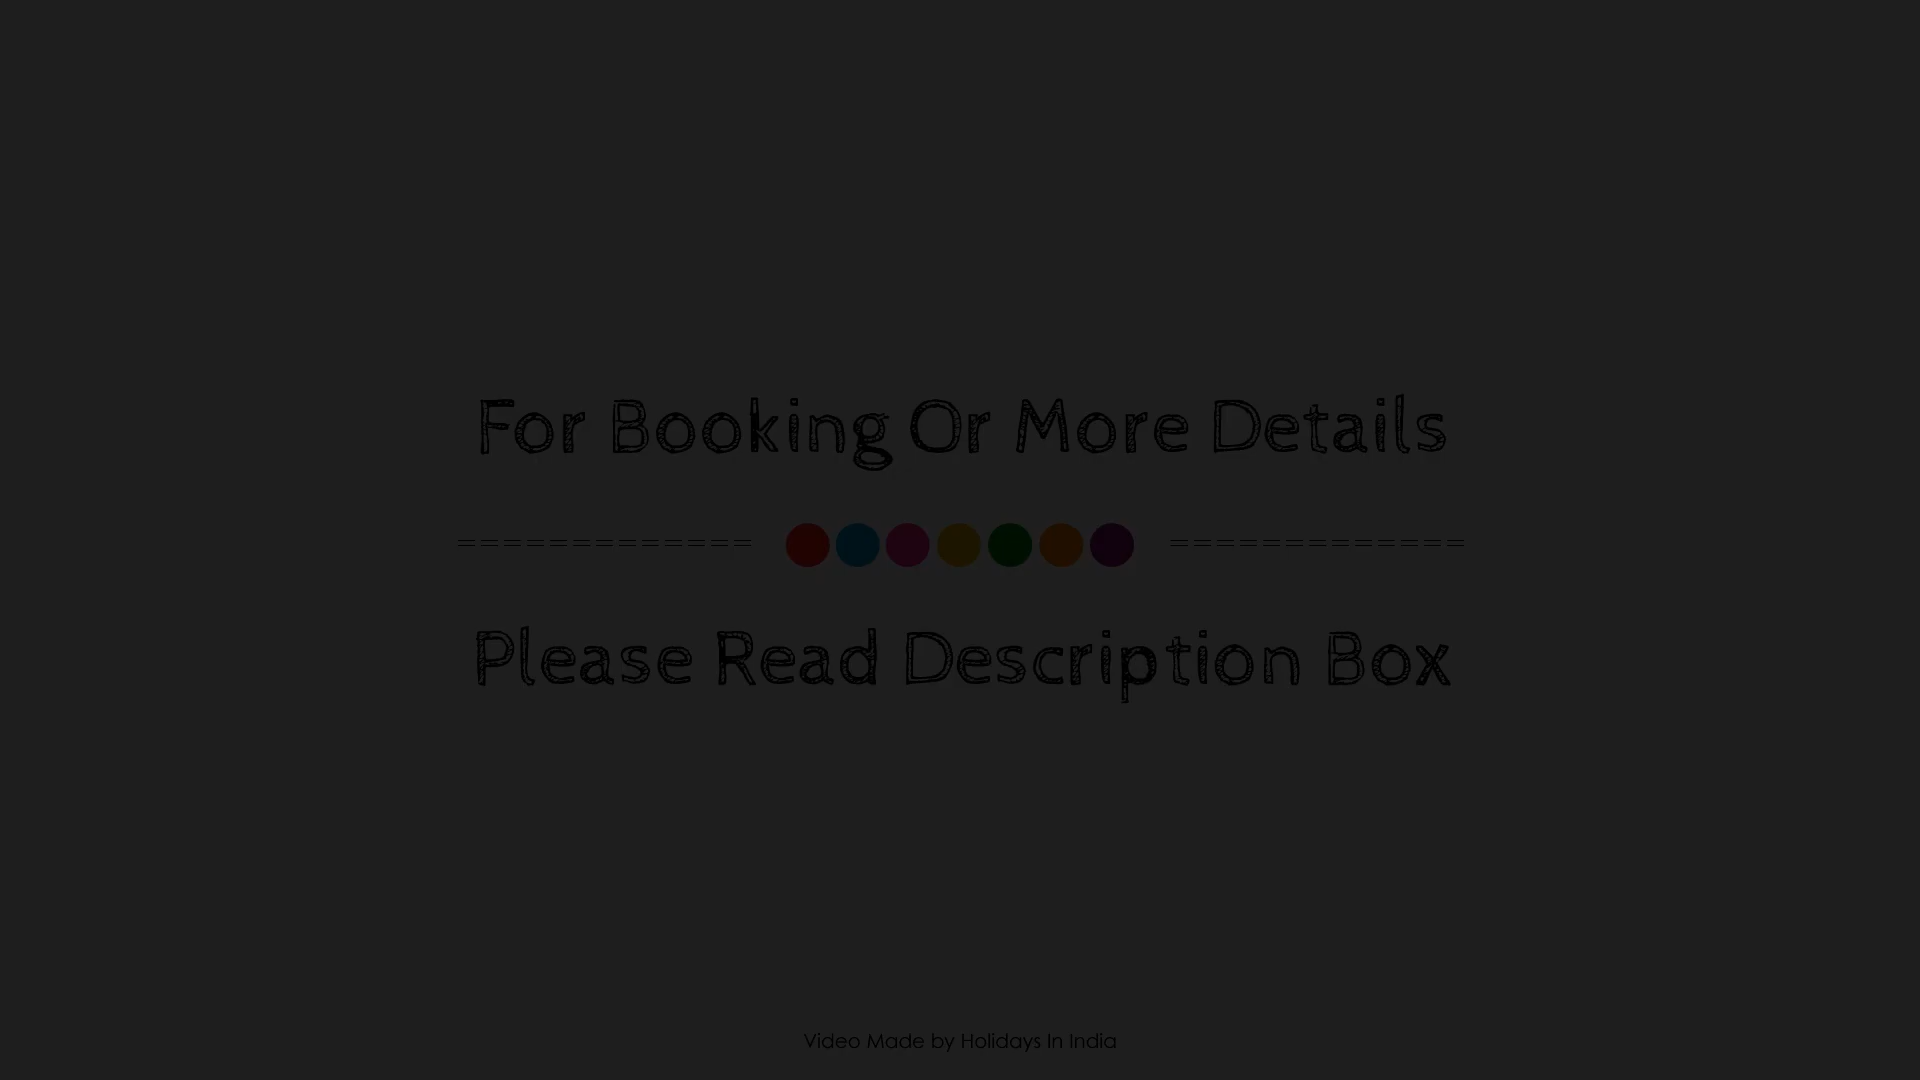 For Booking Or More Details
============= =============
Please Read Description Box
Video Made by Holidays In India